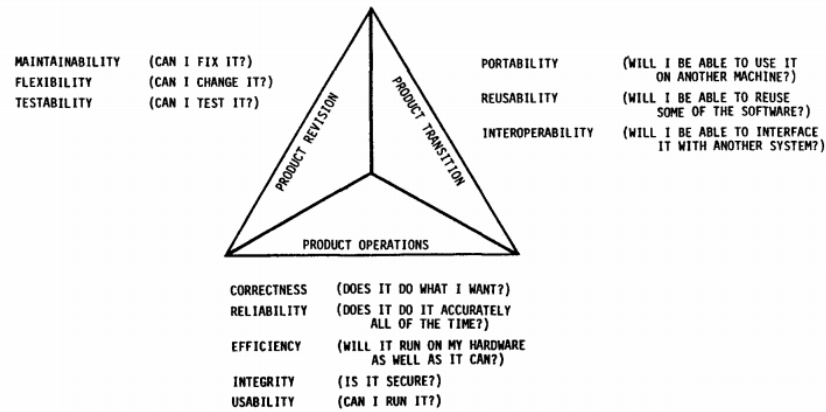 MAINTAINABILITY (CAN I FIX IT?)
FLEXIBILITY (CAN I CHANGE IT?)
TESTABILITY (CAN I TEST IT?)
PRODUCT REVISION
PRODUCT TRANSITION
PORTABILITY (WILL I BE ABLE TO USE IT
ON ANOTHER MACHINE?)
REUSABILITY (WILL I BE ABLE TO REUSE
SOME OF THE SOFTWARE?)
INTEROPERABILITY (WILL I BE ABLE TO INTERFACE
IT WITH ANOTHER SYSTEM?)
PRODUCT OPERATIONS
CORRECTNESS (DOES IT DO WHAT I WANT?)
RELIABILITY (DOES IT DO IT ACCURATELY
ALL OF THE TIME?)
EFFICIENCY (WILL IT RUN ON MY HARDWARE
AS WELL AS IT CAN?)
INTEGRITY (IS IT SECURE?)
USABILITY (CAN I RUN IT?)